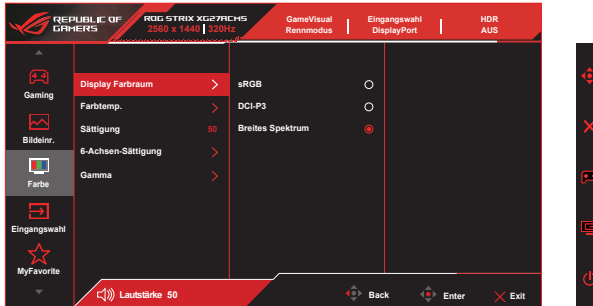 REPUBLIC OF GAMERS
ROG STRIX XG27ACMS
2560 x 1440 320Hz
GameVisual
Rennmodus
Eingangswahl
DisplayPort
HDR
AUS
Gaming
Bildeinr.
Farbe
Eingangswahl
MyFavorite
Display Farbraum
Farbtemp.
Sättigung 50
6-Achsen-Sättigung
Gamma
sRGB
DCI-P3
Breites Spektrum
Lautstärke 50
Back
Enter
Exit